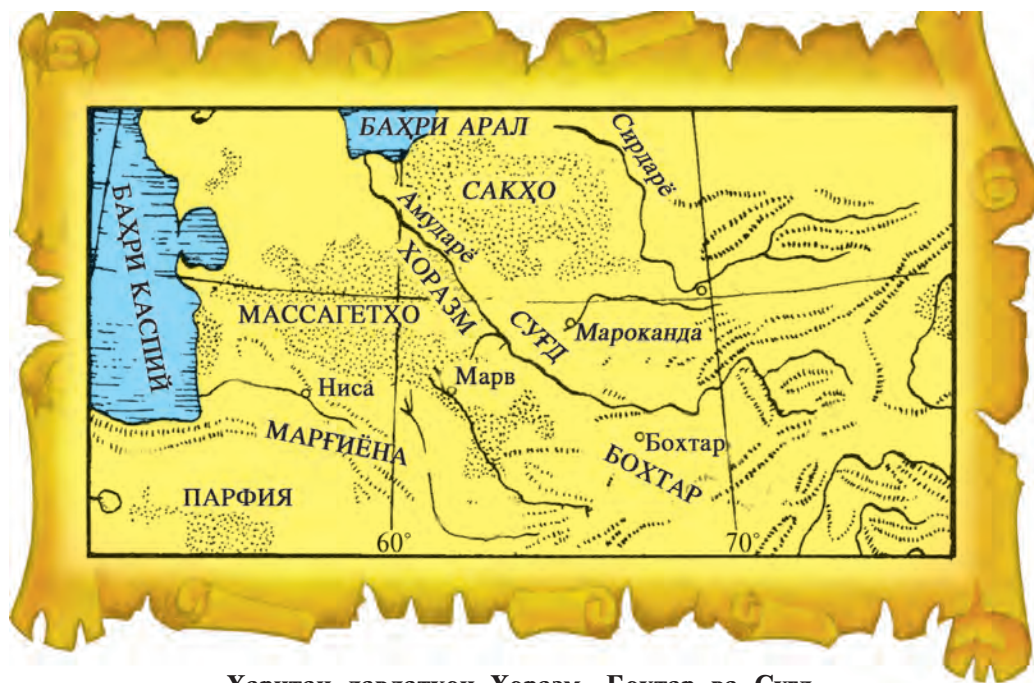 БАҲРИ АРАЛ
Сирдарё
САКҲО
БАҲРИ КАСПИЙ
Амударё
ХОРАЗМ
МАССАГЕТҲО
СУҒД
Мароканда
Ниса
Марв
МАРҒИЁНА
Бохтар
БОХТАР
ПАРФИЯ
60°
70°